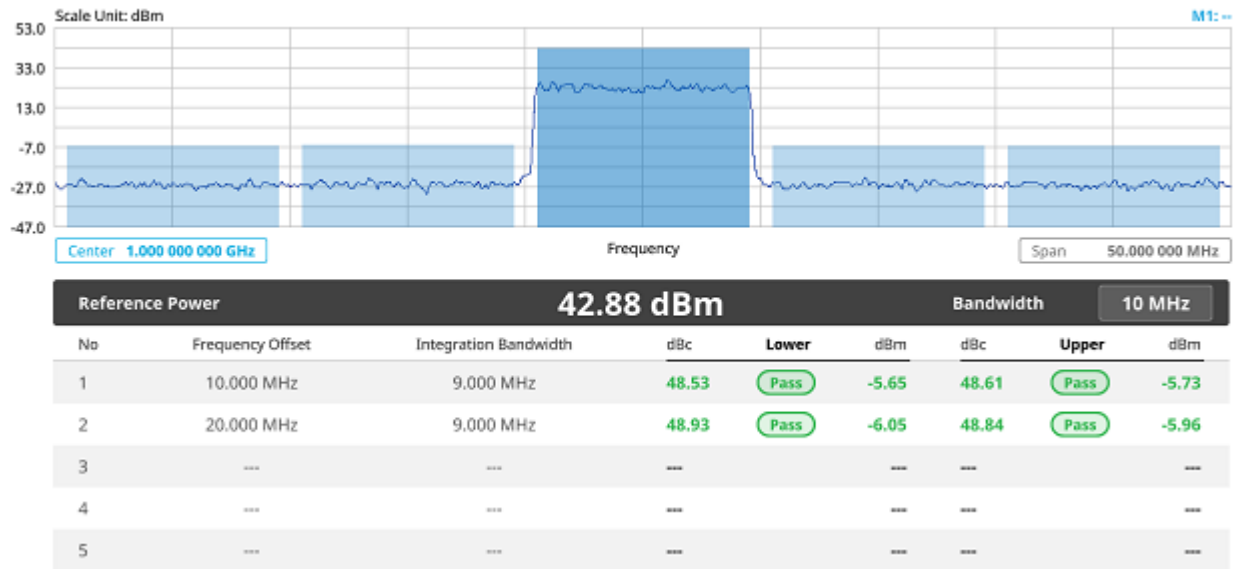 Scale Unit: dBm M1: --
53.0
33.0
13.0
-7.0
-27.0
-47.0
Center 1.000 000 000 GHz Frequency Span 50.000 000 MHz
Reference Power 42.88 dBm Bandwidth 10 MHz
No Frequency Offset Integration Bandwidth dBc Lower dBm dBc Upper dBm
1 10.000 MHz 9.000 MHz 48.53 Pass -5.65 48.61 Pass -5.73
2 20.000 MHz 9.000 MHz 48.93 Pass -6.05 48.84 Pass -5.96
3 --- --- --- --- --- ---
4 --- --- --- --- --- ---
5 --- --- --- --- --- ---